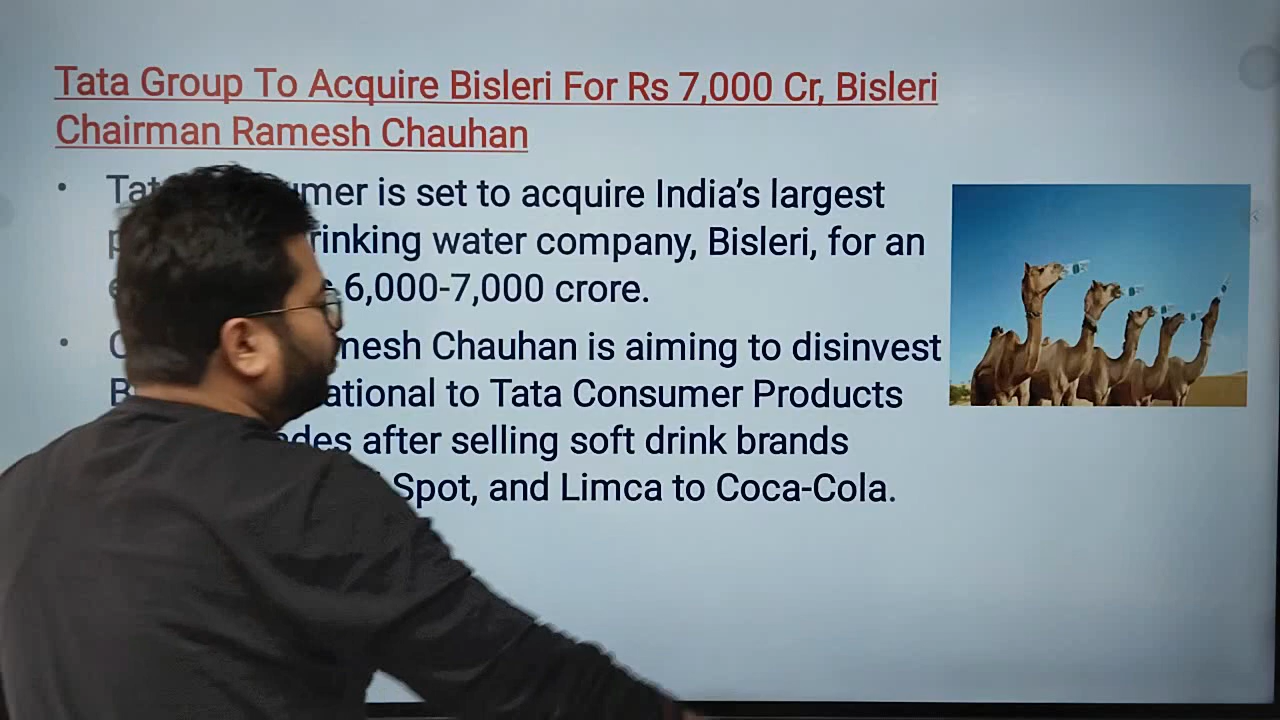 Tata Group To Acquire Bisleri For Rs 7,000 Cr, Bisleri
Chairman Ramesh Chauhan
• umer is set to acquire India's largest
rinking water company, Bisleri, for an
6,000-7,000 crore.
• mesh Chauhan is aiming to disinvest
ational to Tata Consumer Products
ades after selling soft drink brands
Spot, and Limca to Coca-Cola.